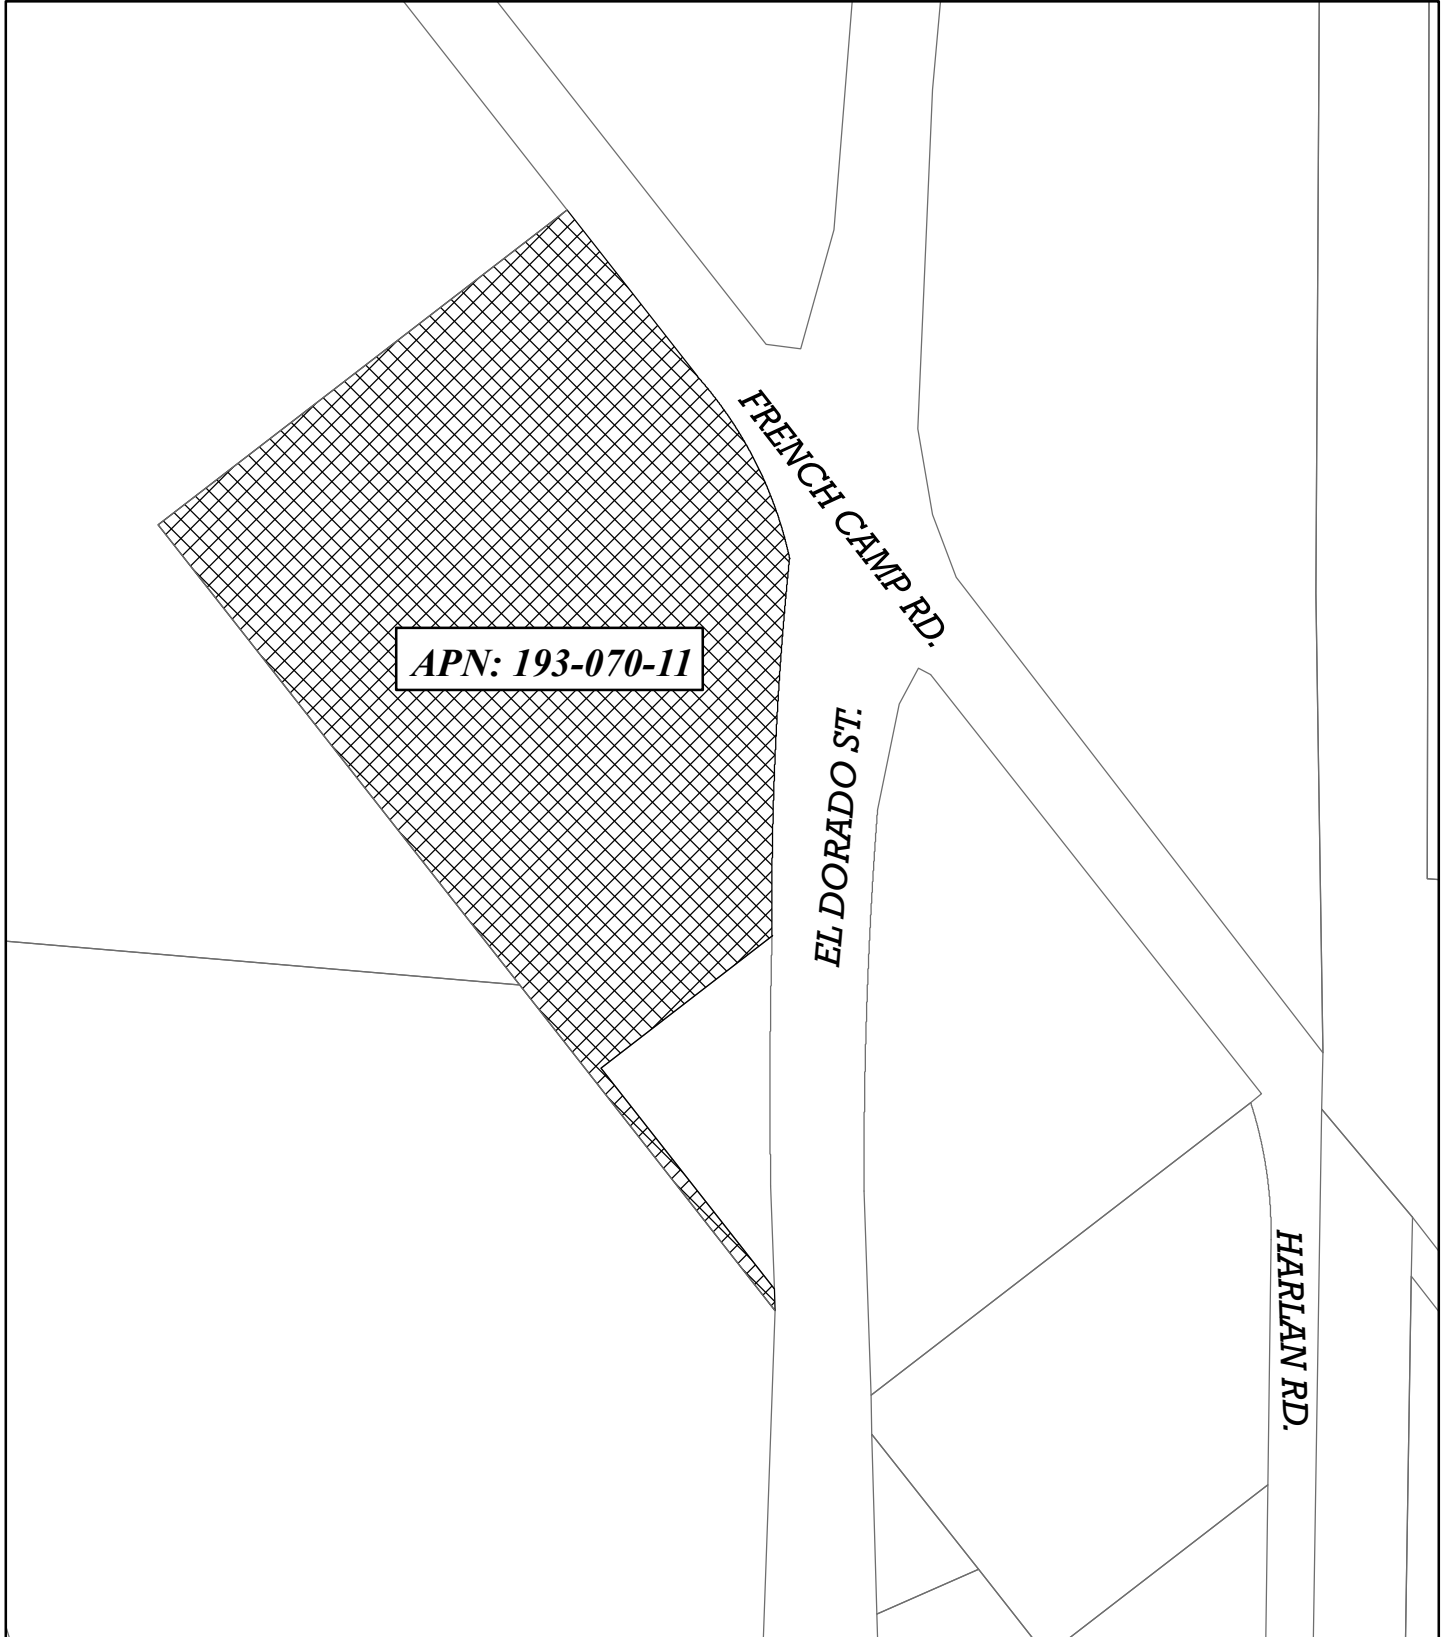 FRENCH CAMP RD.
APN: 193-070-11
EL DORADO ST.
HARLAN RD.